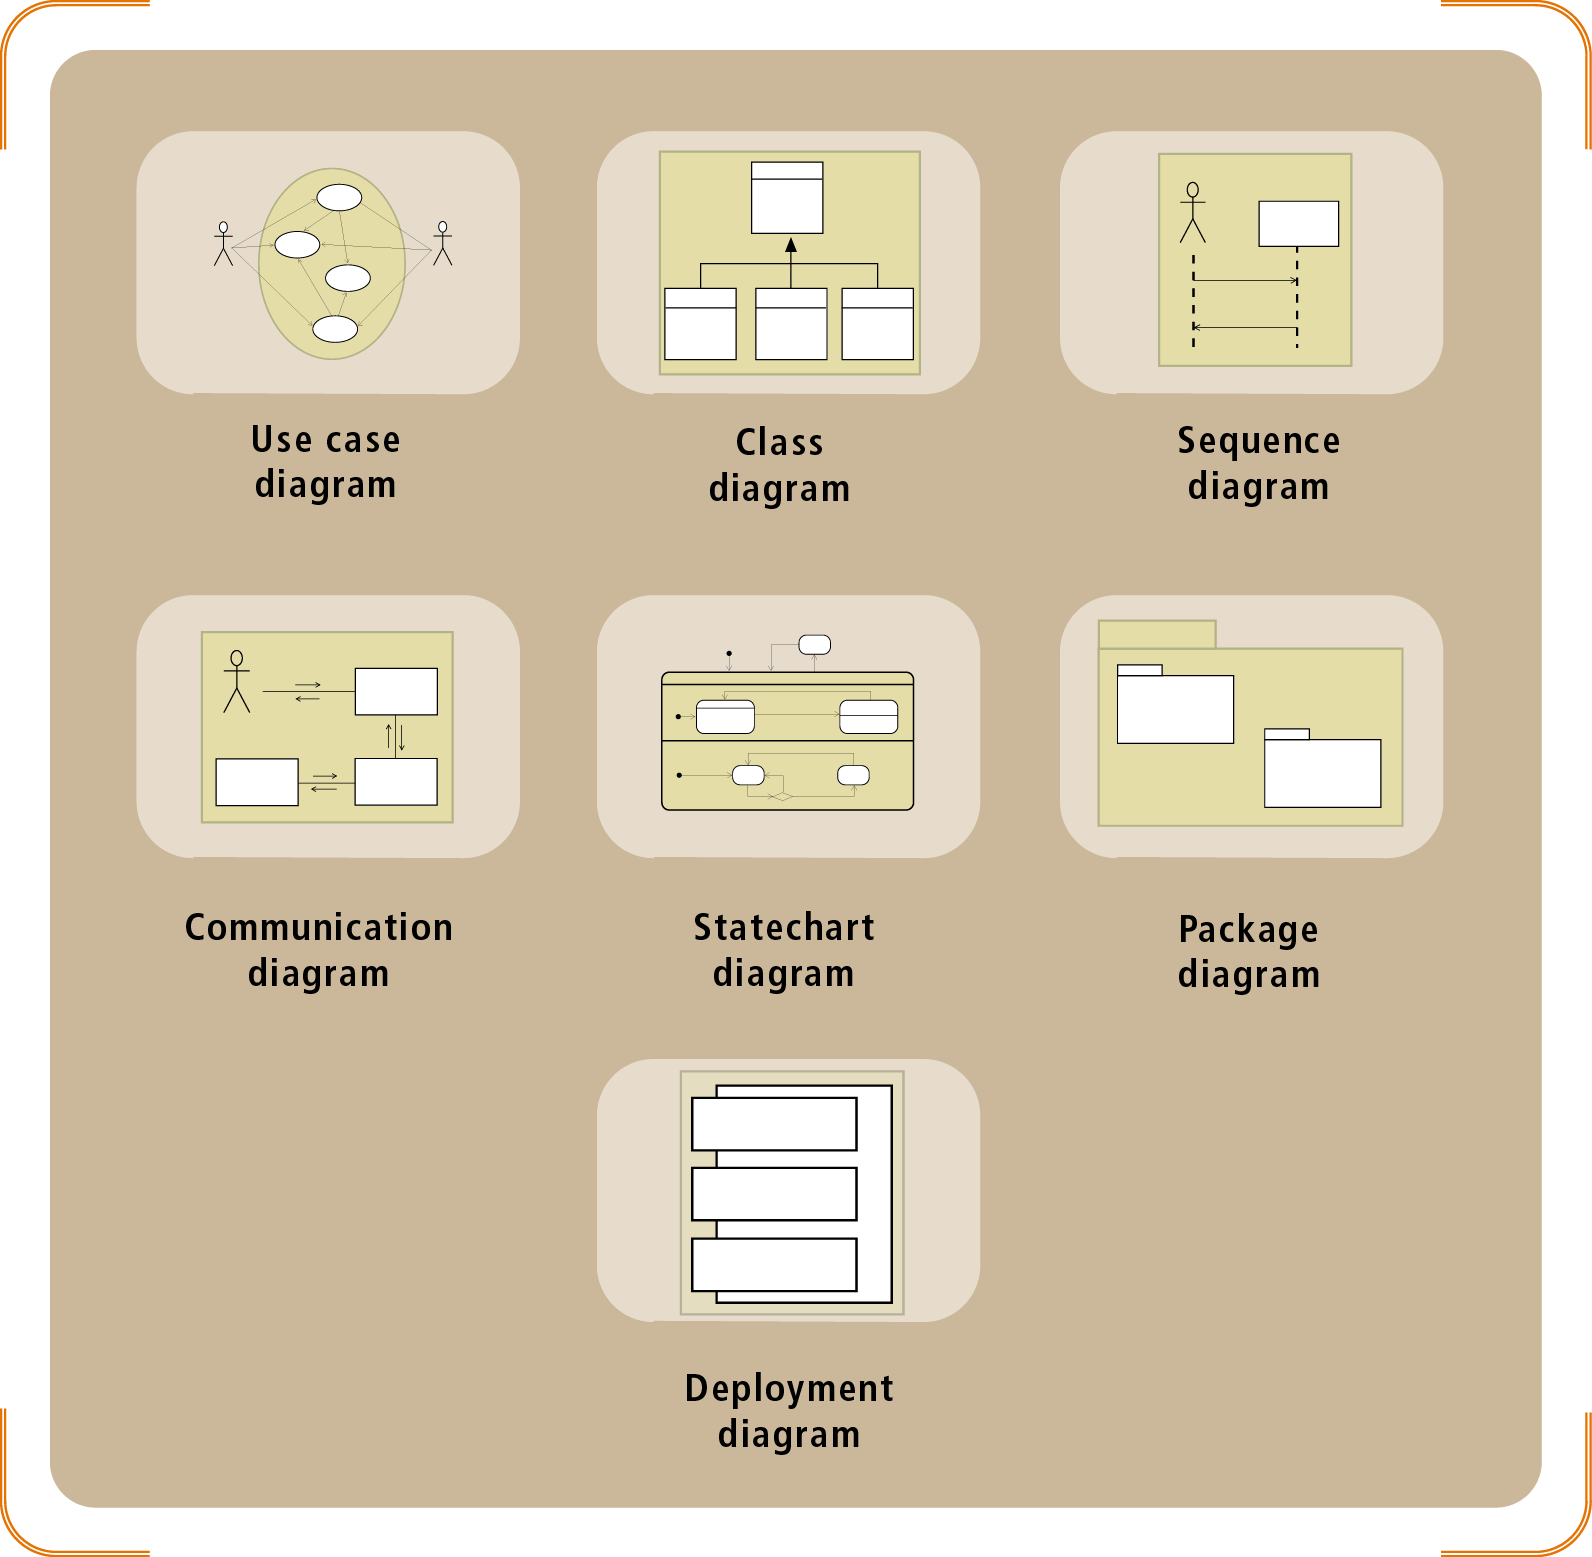 Use case
diagram
Class
diagram
Sequence
diagram
Communication
diagram
Statechart
diagram
Package
diagram
Deployment
diagram